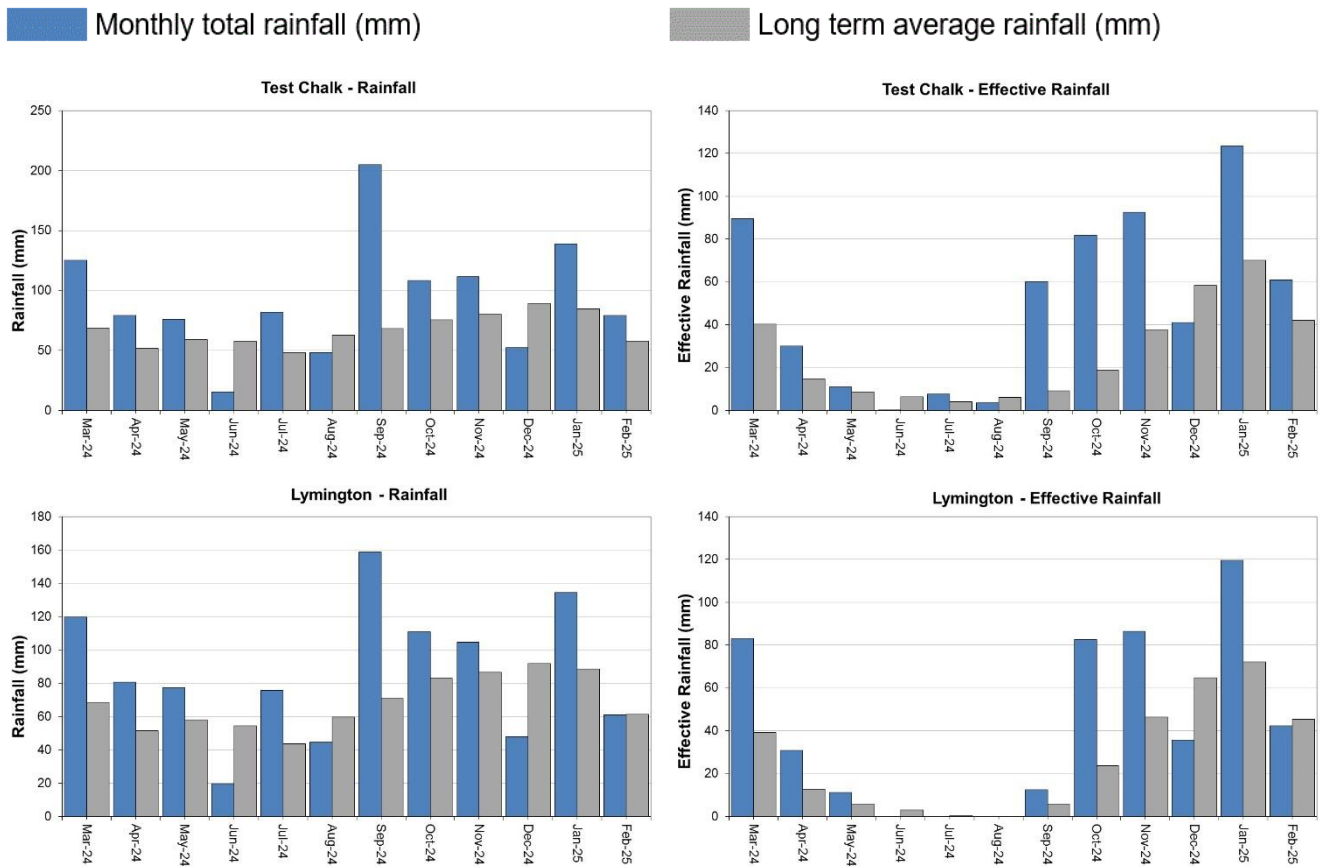 Monthly total rainfall (mm)
Long term average rainfall (mm)
Test Chalk - Rainfall
Rainfall (mm)
250
200
150
100
50
0
Mar-24
Apr-24
May-24
Jun-24
Jul-24
Aug-24
Sep-24
Oct-24
Nov-24
Dec-24
Jan-25
Feb-25
Test Chalk - Effective Rainfall
Effective Rainfall (mm)
140
120
100
80
60
40
20
0
Mar-24
Apr-24
May-24
Jun-24
Jul-24
Aug-24
Sep-24
Oct-24
Nov-24
Dec-24
Jan-25
Feb-25
Lymington - Rainfall
Rainfall (mm)
180
160
140
120
100
80
60
40
20
0
Mar-24
Apr-24
May-24
Jun-24
Jul-24
Aug-24
Sep-24
Oct-24
Nov-24
Dec-24
Jan-25
Feb-25
Lymington - Effective Rainfall
Effective Rainfall (mm)
140
120
100
80
60
40
20
0
Mar-24
Apr-24
May-24
Jun-24
Jul-24
Aug-24
Sep-24
Oct-24
Nov-24
Dec-24
Jan-25
Feb-25